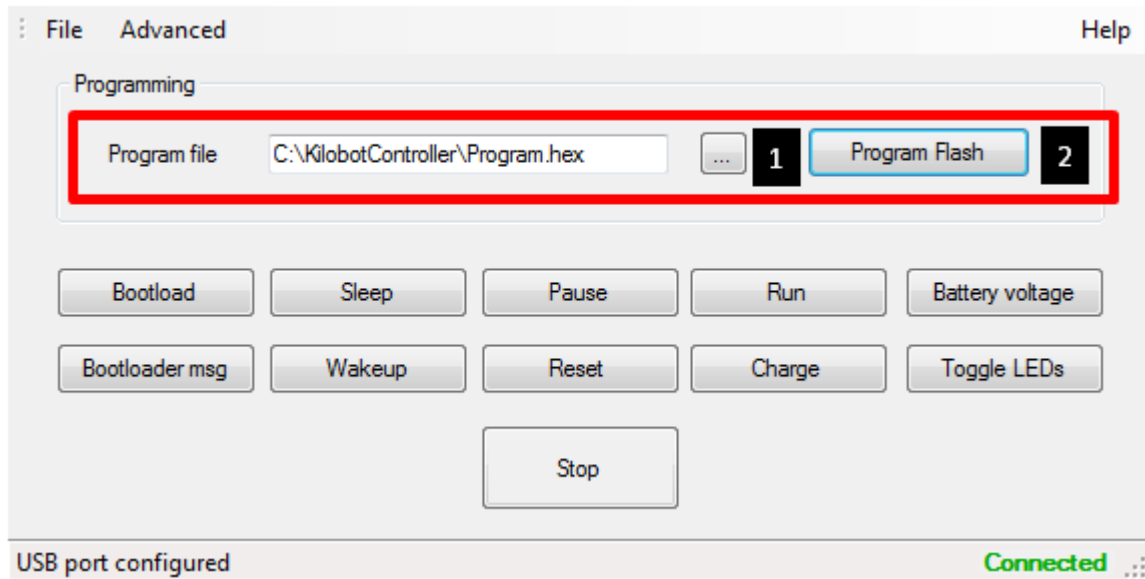 File Advanced Help
Programming
Program file C:\KilobotController\Program.hex ... 1 Program Flash 2
Bootload Sleep Pause Run Battery voltage
Bootloader msg Wakeup Reset Charge Toggle LEDs
Stop
USB port configured Connected